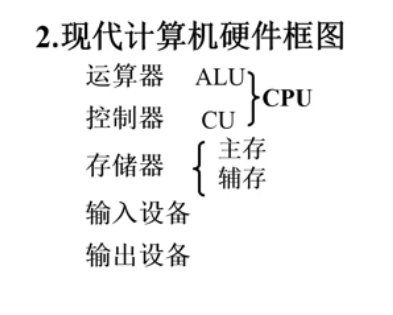 2.现代计算机硬件框图
运算器 ALU
CPU
控制器 CU
主存
存储器
辅存
输入设备
输出设备